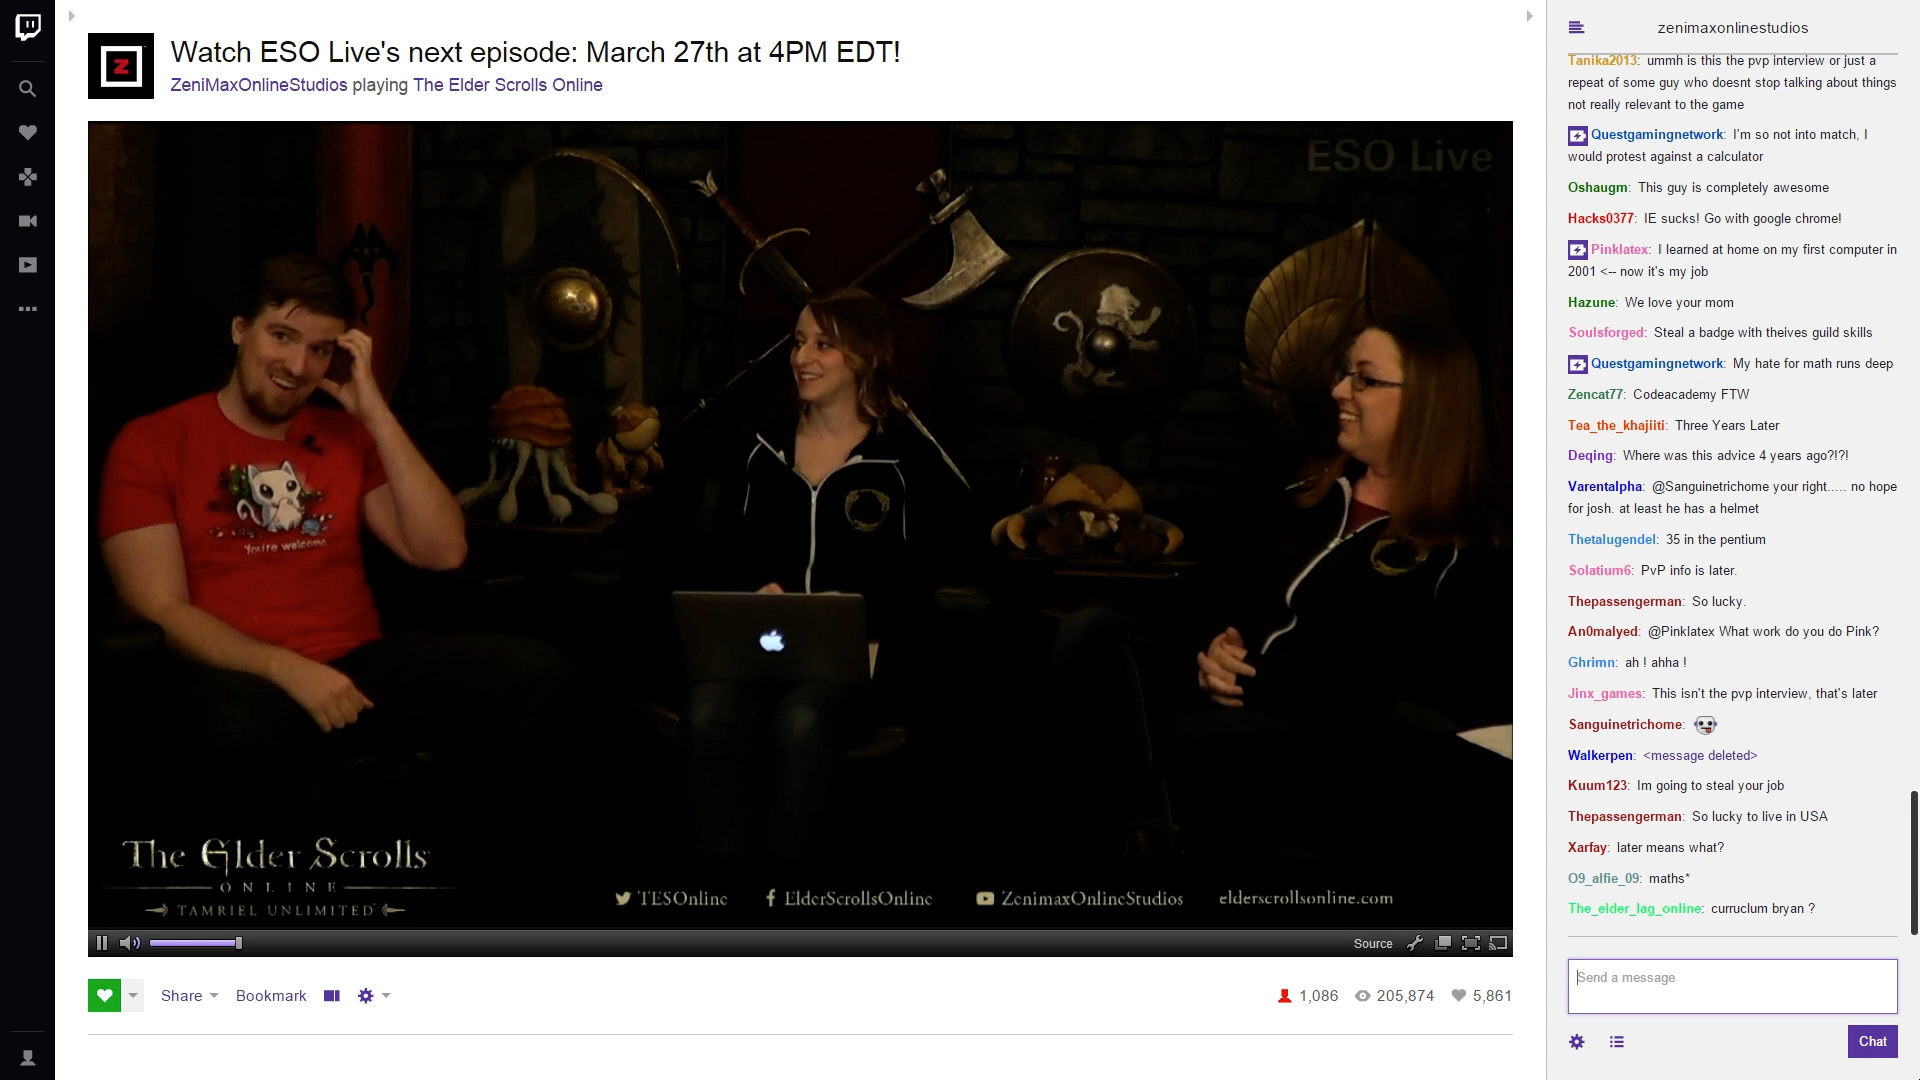 Watch ESO Live's next episode: March 27th at 4PM EDT!
ZeniMaxOnlineStudios playing The Elder Scrolls Online
Z
ESO Live
You're welcome.
The Elder Scrolls
ONLINE
TAMRIEL UNLIMITED
TESOnline
ElderScrollsOnline
ZenimaxOnlineStudios
elderscrollsonline.com
Source
Share
Bookmark
1,086
205,874
5,861
zenimaxonlinestudios
Tanika2013: ummh is this the pvp interview or just a
repeat of some guy who doesnt stop talking about things
not really relevant to the game
Questgamingnetwork: I'm so not into match, I
would protest against a calculator
Oshaugm: This guy is completely awesome
Hacks0377: IE sucks! Go with google chrome!
Pinklatex: I learned at home on my first computer in
2001 <-- now it's my job
Hazune: We love your mom
Soulsforged: Steal a badge with theives guild skills
Questgamingnetwork: My hate for math runs deep
Zencat77: Codeacademy FTW
Tea_the_khajiiti: Three Years Later
Deqing: Where was this advice 4 years ago?!?!
Varentalpha: @Sanguinetrichome your right..... no hope
for josh. at least he has a helmet
Thetalugendel: 35 in the pentium
Solatium6: PvP info is later.
Thepassengerman: So lucky.
An0malyed: @Pinklatex What work do you do Pink?
Ghrimn: ah ! ahha !
Jinx_games: This isn't the pvp interview, that's later
Sanguinetrichome:
Walkerpen: <message deleted>
Kuum123: Im going to steal your job
Thepassengerman: So lucky to live in USA
Xarfay: later means what?
O9_alfie_09: maths*
The_elder_lag_online: curruclum bryan ?
Send a message
Chat